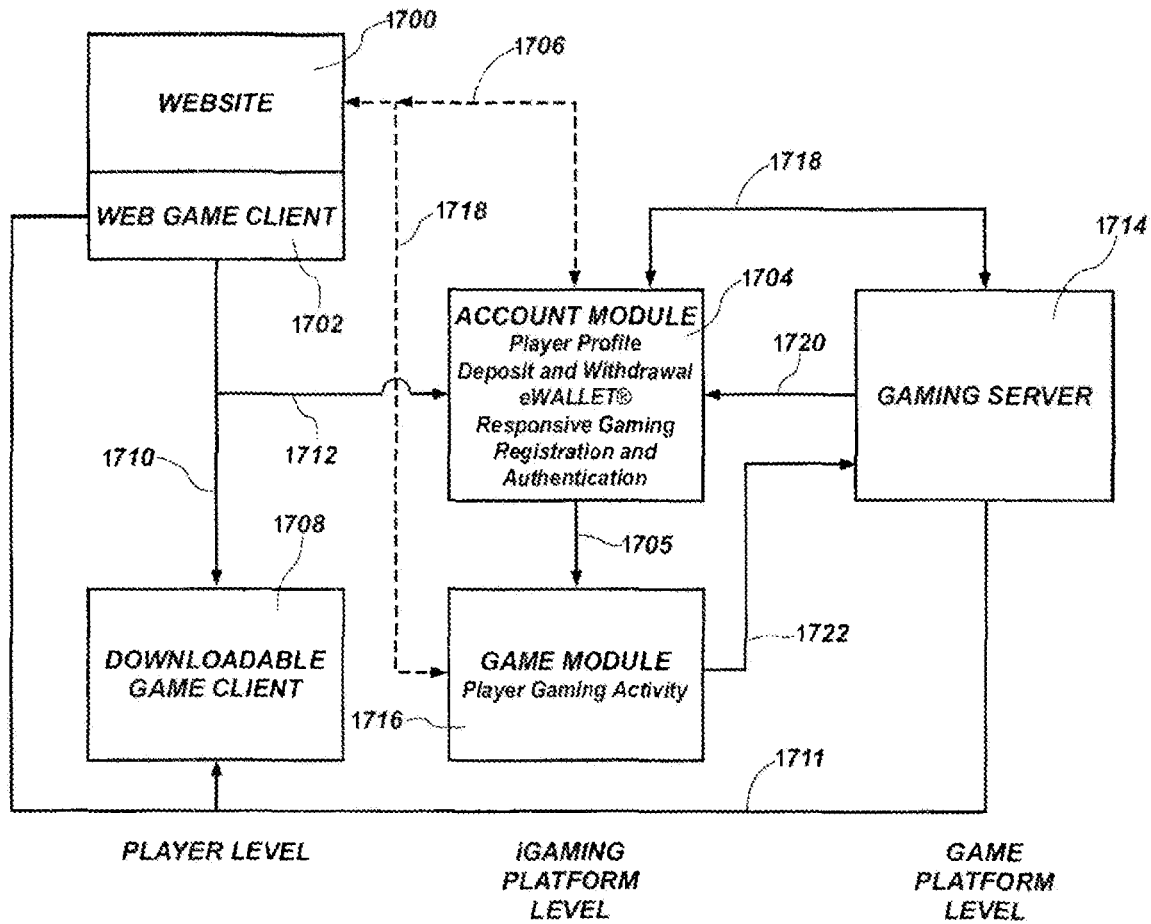 1700
1706
WEBSITE
1718
1718
WEB GAME CLIENT
1714
1702
1704
ACCOUNT MODULE
Player Profile
Deposit and Withdrawal
eWALLET®
Responsive Gaming
Registration and
Authentication
1720
GAMING SERVER
1710
1712
1708
1705
DOWNLOADABLE
GAME CLIENT
GAME MODULE
Player Gaming Activity
1722
1716
1711
PLAYER LEVEL
iGAMING
PLATFORM
LEVEL
GAME
PLATFORM
LEVEL